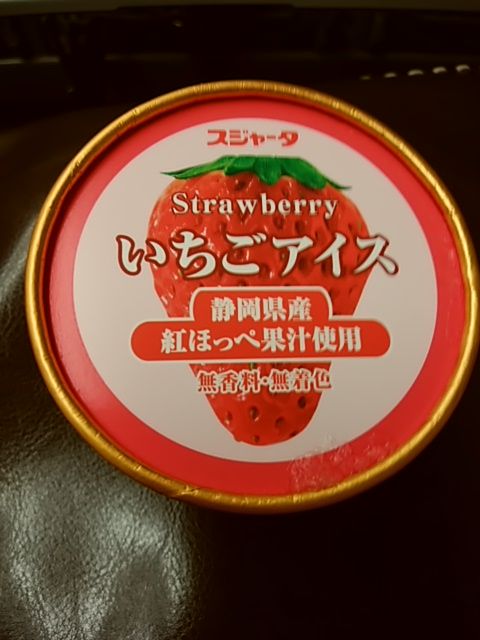 スジャータ
Strawberry
いちごアイス
静岡県産
紅ほっぺ果汁使用
無香料・無着色